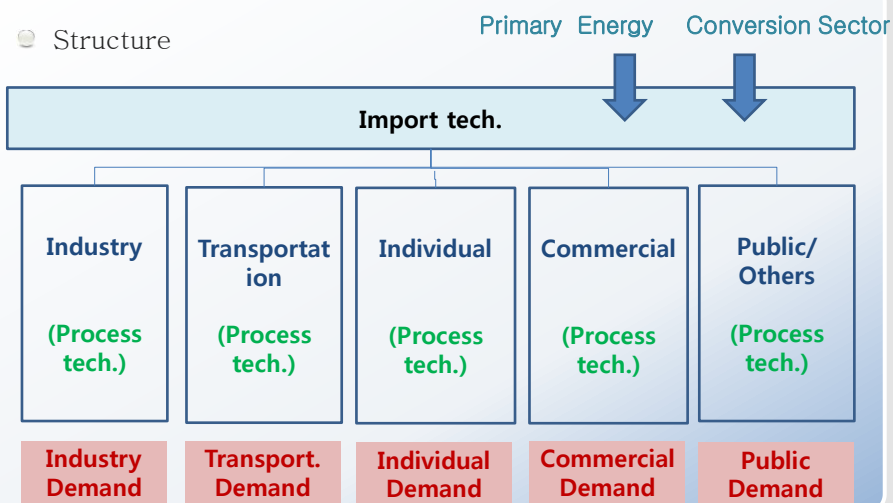 Structure
Primary Energy
Conversion Sector
Import tech.
Industry
(Process
tech.)
Transportat
ion
(Process
tech.)
Individual
(Process
tech.)
Commercial
(Process
tech.)
Public/
Others
(Process
tech.)
Industry
Demand
Transport.
Demand
Individual
Demand
Commercial
Demand
Public
Demand